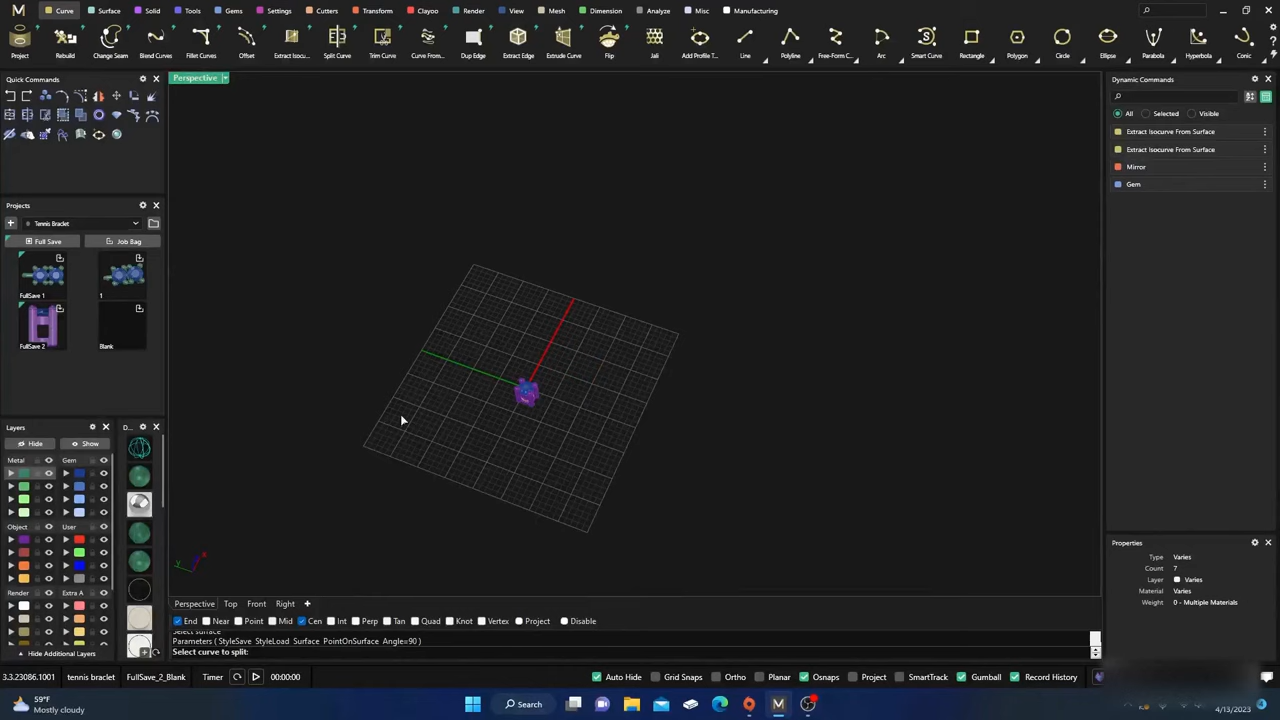 Curve Surface Solid Tools Gems Settings Cutters Transform Clayoo Render View Mesh Dimension Analyze Misc Manufacturing
Project Rebuild Change Seam Blend Curves Fillet Curves Offset Extract Isocu... Split Curve Trim Curve Curve From... Dup Edge Extract Edge Extrude Curve Flip Jali Add Profile T... Line Polyline Free-Form C... Arc Smart Curve Rectangle Polygon Circle Ellipse Parabola Hyperbola Conic
Quick Commands
Perspective
Dynamic Commands
All Selected Visible
Extract Isocurve From Surface
Extract Isocurve From Surface
Mirror
Gem
Projects
Tennis Bracket
Full Save Job Bag
FullSave 1 1
FullSave 2 Blank
Layers D...
Hide Show
Metal Gem
Object User
Render Extra A
Hide Additional Layers
Properties
Type Varies
Count 7
Layer Varies
Material Varies
Weight 0 - Multiple Materials
Perspective Top Front Right
End Near Point Mid Cen Int Perp Tan Quad Knot Vertex Project Disable
Select surface
Parameters ( StyleSave StyleLoad Surface PointOnSurface Angle=90 )
Select curve to split:
3.3.23086.1001 tennis bracket FullSave_2_Blank Timer 00:00:00 Auto Hide Grid Snaps Ortho Planar Osnaps Project SmartTrack Gumball Record History
59°F
Mostly cloudy
Search
4/13/2023